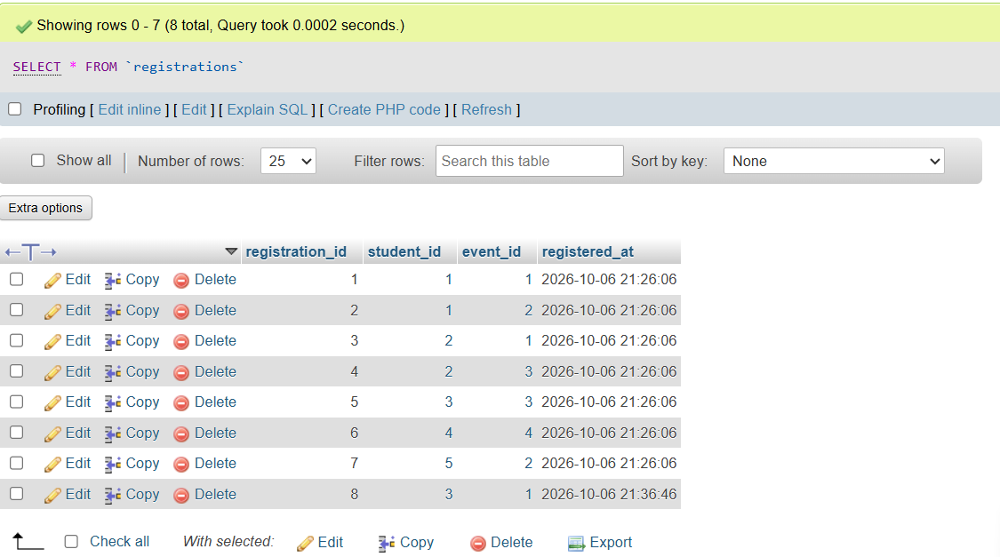 Showing rows 0 - 7 (8 total, Query took 0.0002 seconds.)
SELECT * FROM `registrations`
Profiling [ Edit inline ] [ Edit ] [ Explain SQL ] [ Create PHP code ] [ Refresh ]
Show all Number of rows: 25 Filter rows: Search this table Sort by key: None
Extra options
registration_id student_id event_id registered_at
Edit Copy Delete 1 1 1 2026-10-06 21:26:06
Edit Copy Delete 2 1 2 2026-10-06 21:26:06
Edit Copy Delete 3 2 1 2026-10-06 21:26:06
Edit Copy Delete 4 2 3 2026-10-06 21:26:06
Edit Copy Delete 5 3 3 2026-10-06 21:26:06
Edit Copy Delete 6 4 4 2026-10-06 21:26:06
Edit Copy Delete 7 5 2 2026-10-06 21:26:06
Edit Copy Delete 8 3 1 2026-10-06 21:36:46
Check all With selected: Edit Copy Delete Export